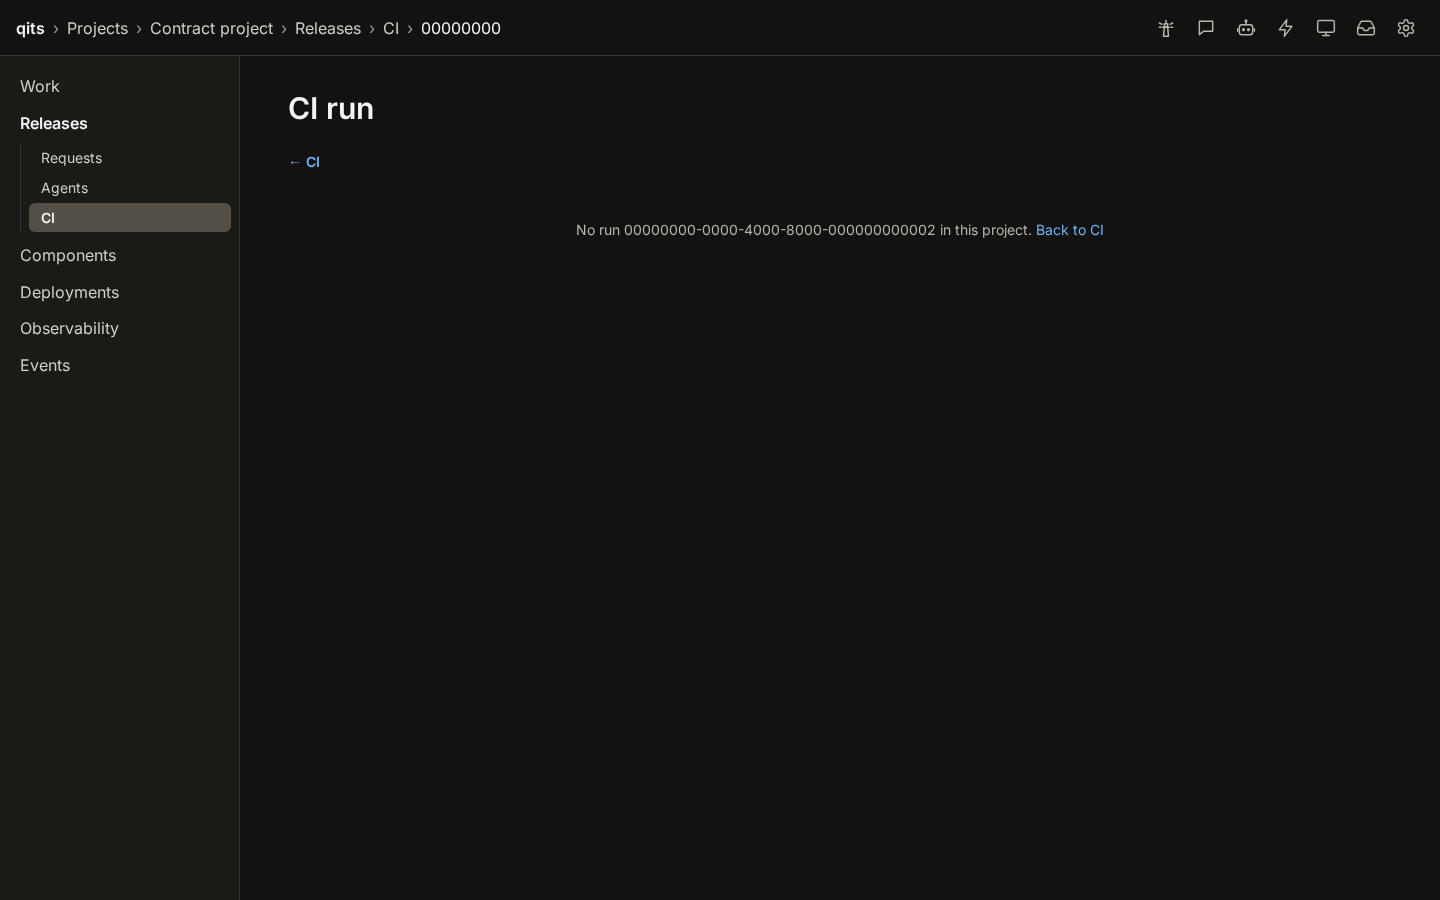 qits › Projects › Contract project › Releases › CI › 00000000
Work
Releases
Requests
Agents
CI
Components
Deployments
Observability
Events
CI run
← CI
No run 00000000-0000-4000-8000-000000000002 in this project. Back to CI